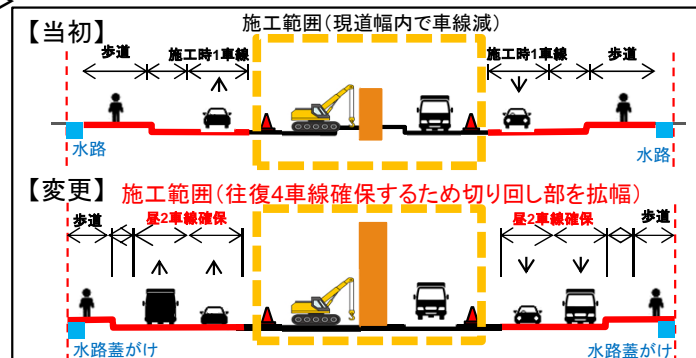 【当初】
施工範囲(現道幅内で車線減)
歩道 施工時1車線 施工時1車線 歩道
水路 水路
【変更】 施工範囲(往復4車線確保するため切り回し部を拡幅)
歩道 昼2車線確保 昼2車線確保 歩道
水路蓋がけ 水路蓋がけ